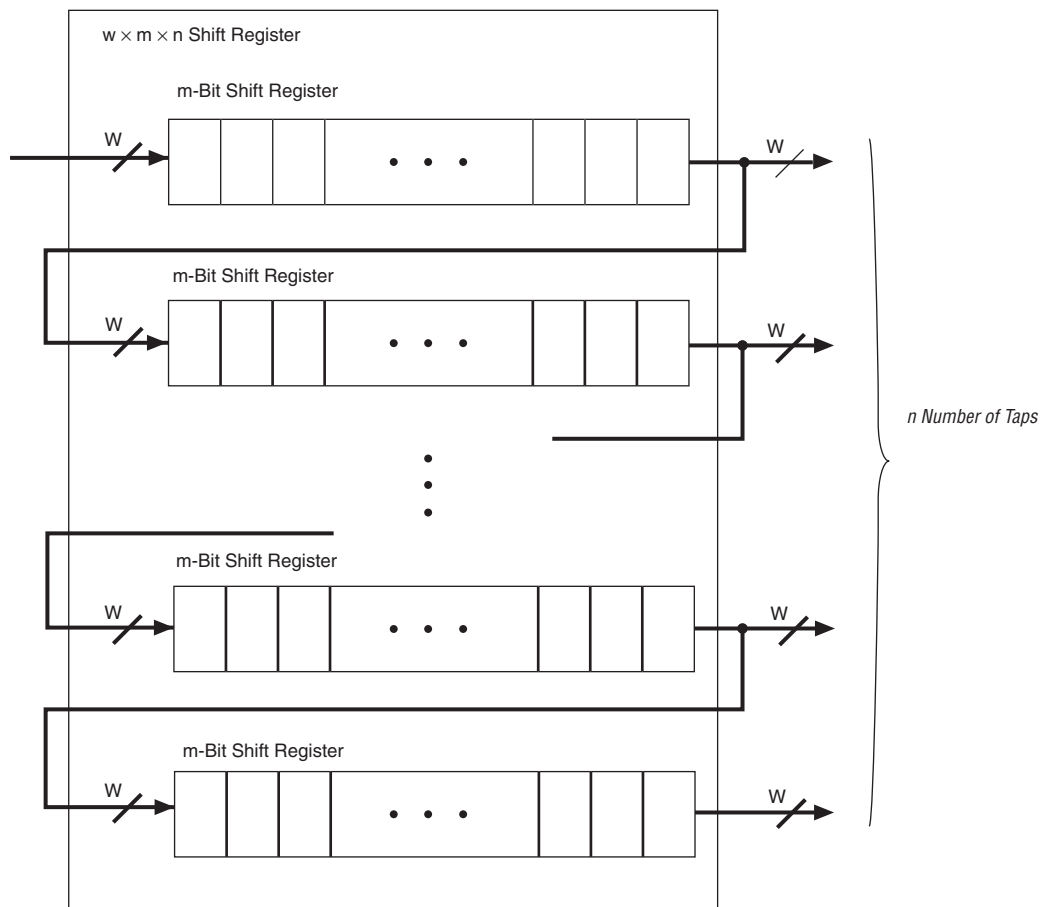 w × m × n Shift Register
m-Bit Shift Register
W
W
m-Bit Shift Register
W
W
n Number of Taps
m-Bit Shift Register
W
W
m-Bit Shift Register
W
W